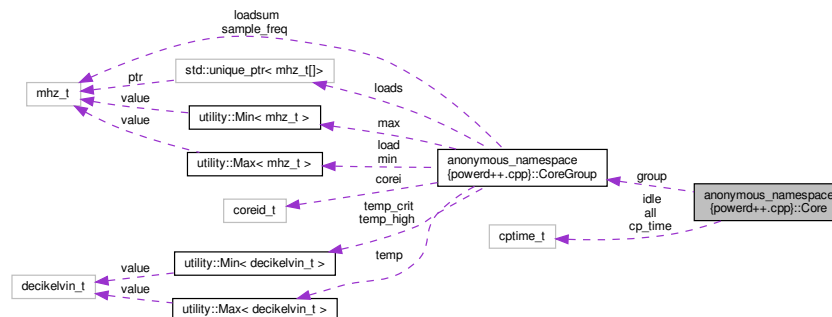 loadsum
sample_freq
std::unique_ptr< mhz_t[]>
ptr
mhz_t
value
loads
utility::Min< mhz_t >
value
max
load
min
utility::Max< mhz_t >
anonymous_namespace
{powerd++.cpp}::CoreGroup
group
corei
anonymous_namespace
{powerd++.cpp}::Core
idle
all
cp_time
coreid_t
temp_crit
temp_high
cptime_t
utility::Min< decikelvin_t >
temp
value
decikelvin_t
value
utility::Max< decikelvin_t >